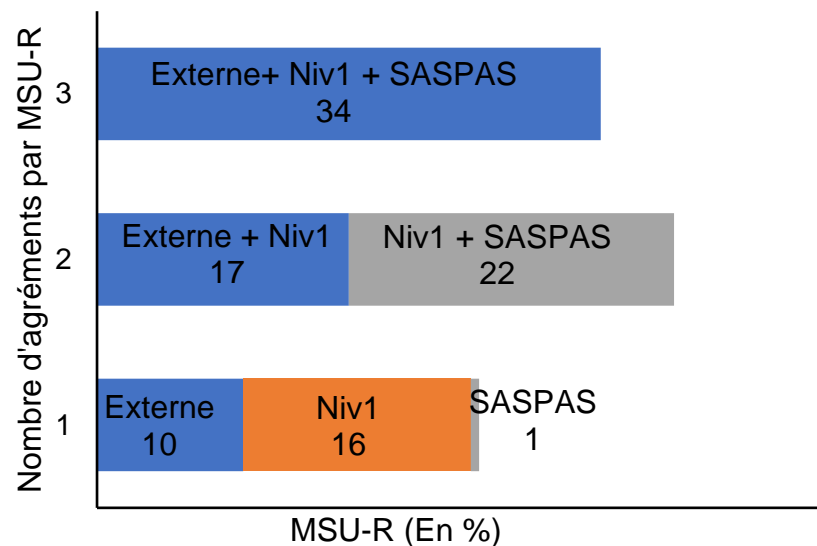 Nombre d'agréments par MSU-R
3
Externe+ Niv1 + SASPAS
34
2
Externe + Niv1
17
Niv1 + SASPAS
22
1
Externe
10
Niv1
16
SASPAS
1
MSU-R (En %)